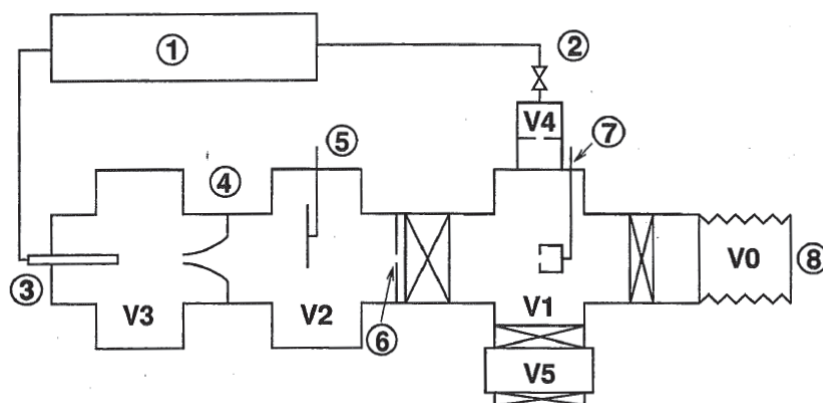 ①
②
V4
⑦
⑤
④
V0
⑧
③
V3
V2
V1
⑥
V5